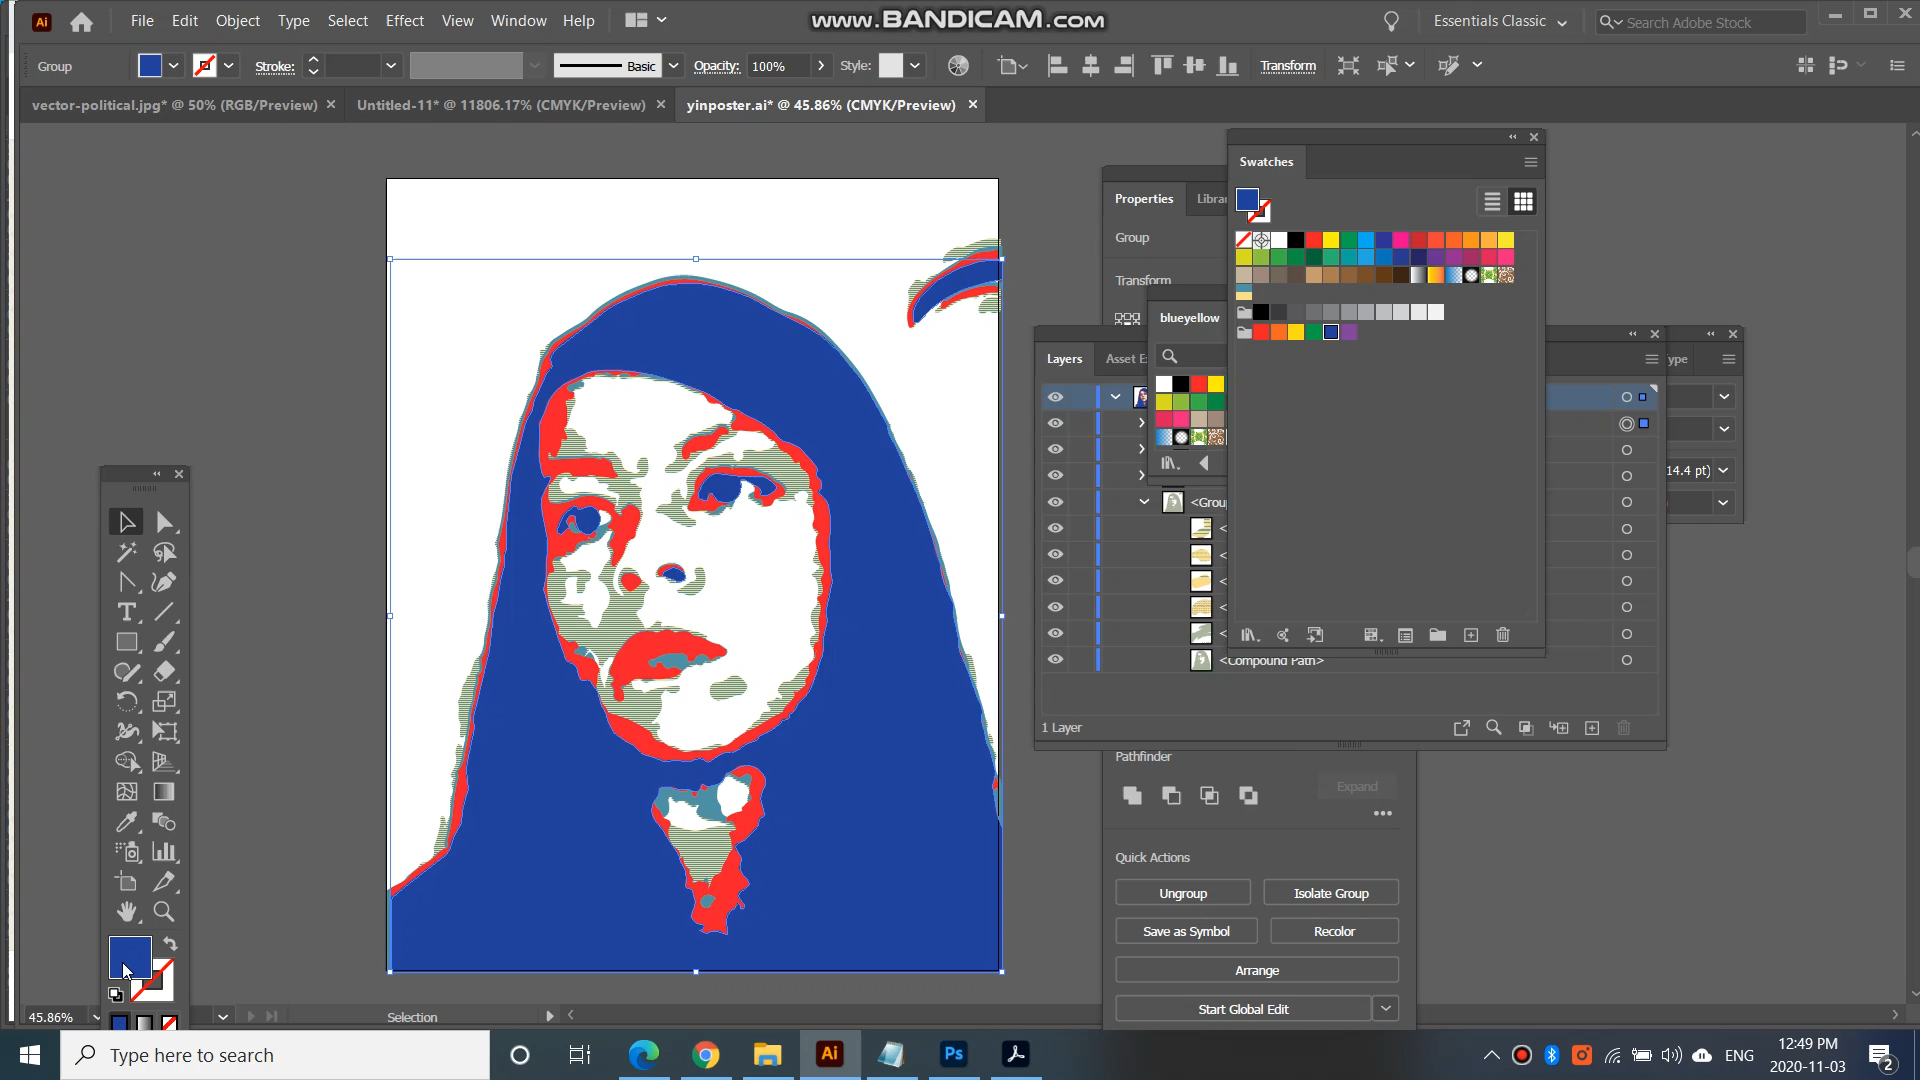 Ai File Edit Object Type Select Effect View Window Help www.BANDICAM.com Essentials Classic Search Adobe Stock
Group Stroke: Basic Opacity: 100% Style: Transform
vector-political.jpg* @ 50% (RGB/Preview) Untitled-11* @ 11806.17% (CMYK/Preview) yinposter.ai* @ 45.86% (CMYK/Preview)
Swatches
Properties
Group
Transform
blueyellow
Layers
14.4 pt)
<Compound Path>
1 Layer
Pathfinder
Expand
Quick Actions
Ungroup Isolate Group
Save as Symbol Recolor
Arrange
Start Global Edit
45.86% Selection
Type here to search
Ai Ps
ENG
12:49 PM
2020-11-03
2